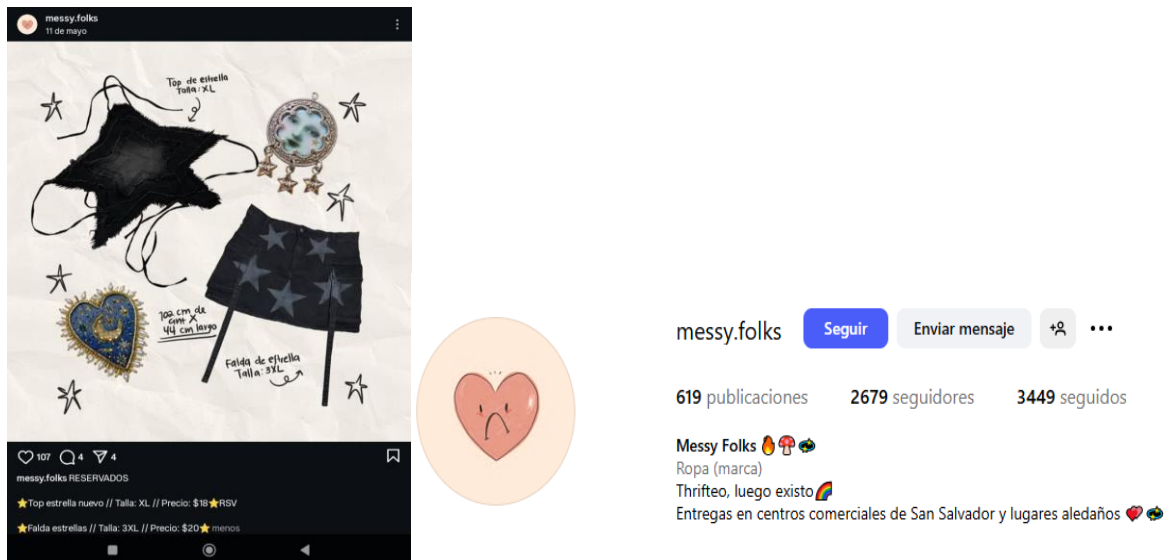 messy.folks
11 de mayo
Top de estrella
Talla: XL
102 cm de
cint X
44 cm largo
Falda de estrella
Talla: 3XL
107 4 4
messy.folks RESERVADOS
⭐Top estrella nuevo // Talla: XL // Precio: $18⭐RSV
⭐Falda estrellas // Talla: 3XL // Precio: $20⭐ menos
messy.folks Seguir Enviar mensaje
619 publicaciones 2679 seguidores 3449 seguidos
Messy Folks 🔥🍄
Ropa (marca)
Thrifteo, luego existo🌈
Entregas en centros comerciales de San Salvador y lugares aledaños